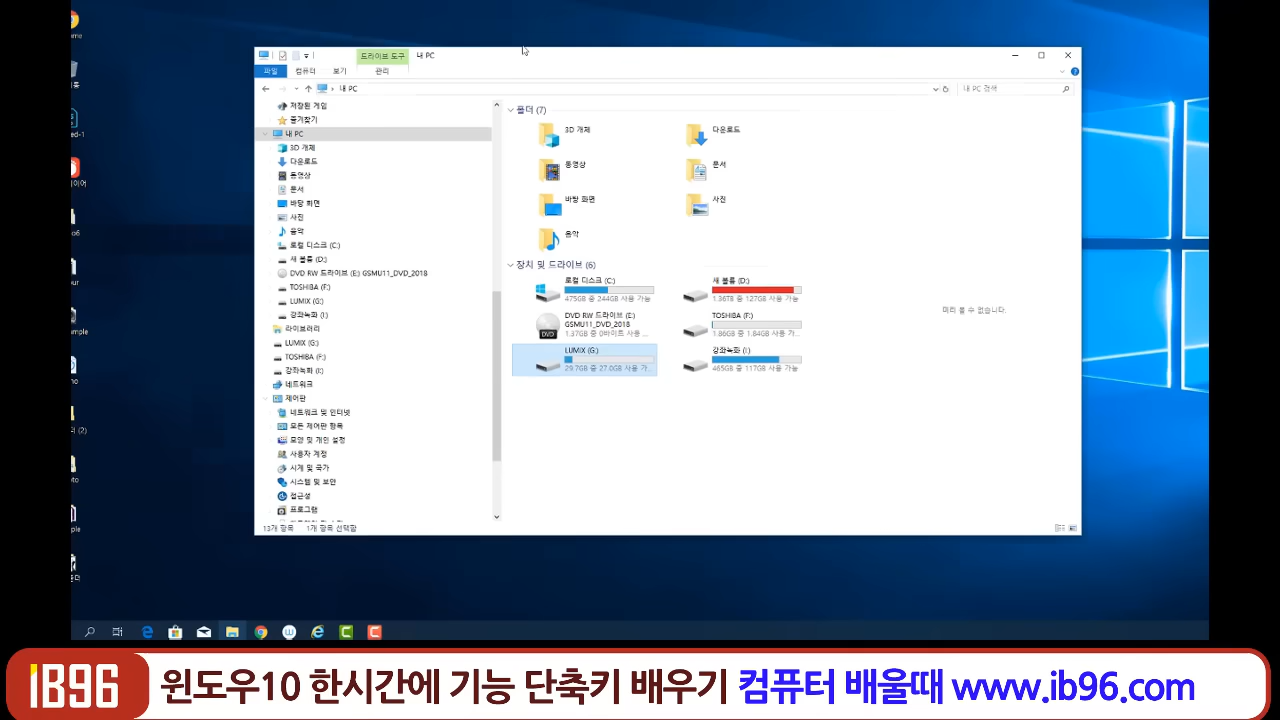 드라이브 도구
내 PC
파일
컴퓨터
보기
관리
내 PC
내 PC 검색
저장된 게임
즐겨찾기
내 PC
3D 개체
다운로드
동영상
문서
바탕 화면
사진
음악
로컬 디스크 (C:)
새 볼륨 (D:)
DVD RW 드라이브 (E:) GSMU11_DVD_2018
TOSHIBA (F:)
LUMIX (G:)
강좌녹화 (I:)
라이브러리
LUMIX (G:)
TOSHIBA (F:)
강좌녹화 (I:)
네트워크
제어판
네트워크 및 인터넷
모든 제어판 항목
모양 및 개인 설정
사용자 계정
시계 및 국가
시스템 및 보안
접근성
프로그램
폴더 (7)
3D 개체
다운로드
동영상
문서
바탕 화면
사진
음악
장치 및 드라이브 (6)
로컬 디스크 (C:)
475GB 중 244GB 사용 가능
새 볼륨 (D:)
1.36TB 중 127GB 사용 가능
DVD RW 드라이브 (E:)
GSMU11_DVD_2018
1.37GB 중 0바이트 사용 ...
DVD
TOSHIBA (F:)
1.86GB 중 1.84GB 사용 가능
LUMIX (G:)
29.7GB 중 27.0GB 사용 가...
강좌녹화 (I:)
465GB 중 117GB 사용 가능
미리 볼 수 없습니다.
13개 항목
1개 항목 선택함
IB96
윈도우10 한시간에 기능 단축키 배우기 컴퓨터 배울때 www.ib96.com